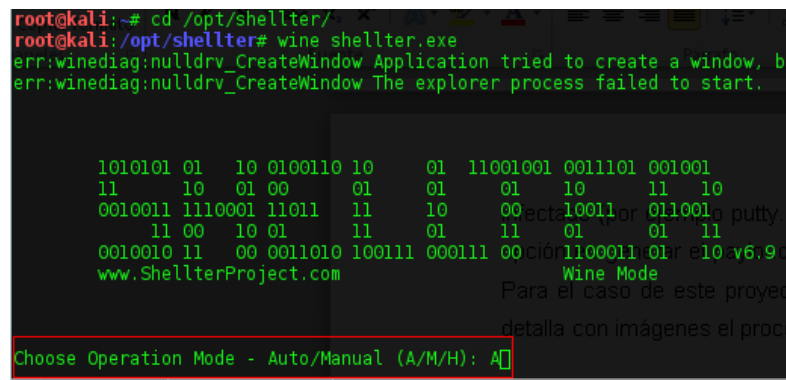 root@kali:~# cd /opt/shellter/
root@kali:/opt/shellter# wine shellter.exe
err:winediag:nulldrv_CreateWindow Application tried to create a window, b
err:winediag:nulldrv_CreateWindow The explorer process failed to start.
1010101 01 10 0100110 10 01 11001001 0011101 001001
11 10 01 00 01 01 01 10 11 10
0010011 1110001 11011 11 10 00 10011 011001
infectado (por ejemplo putty.
11 00 10 01 11 01 11 01 01 11
0010010 11 00 0011010 100111 000111 00 1100011 01 10 v6.9
www.ShellterProject.com Wine Mode
Para el caso de este proyec
detalla con imágenes el proc
Choose Operation Mode - Auto/Manual (A/M/H): A